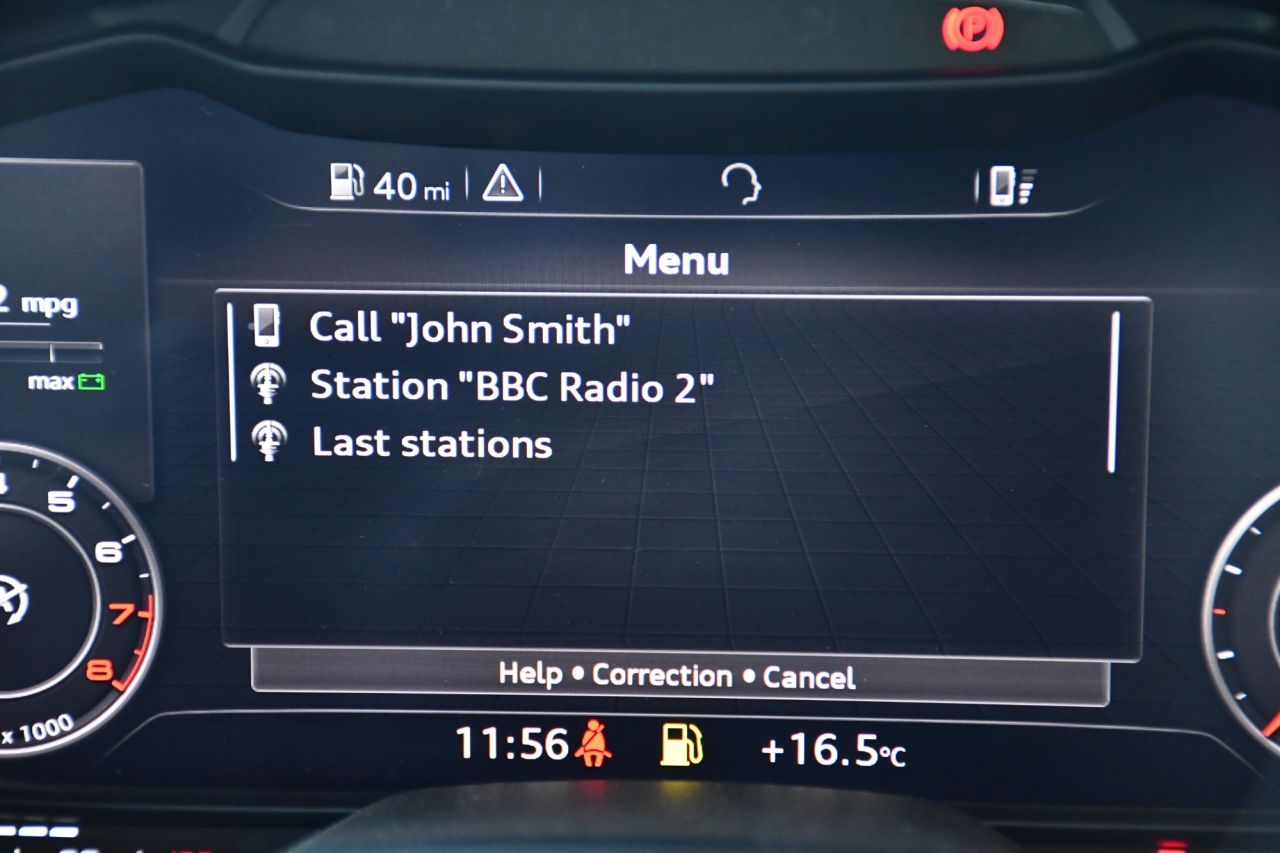 P
40 mi
Menu
mpg
Call "John Smith"
Station "BBC Radio 2"
max
Last stations
5
6
7
8
x 1000
Help • Correction • Cancel
11:56
+16.5°C